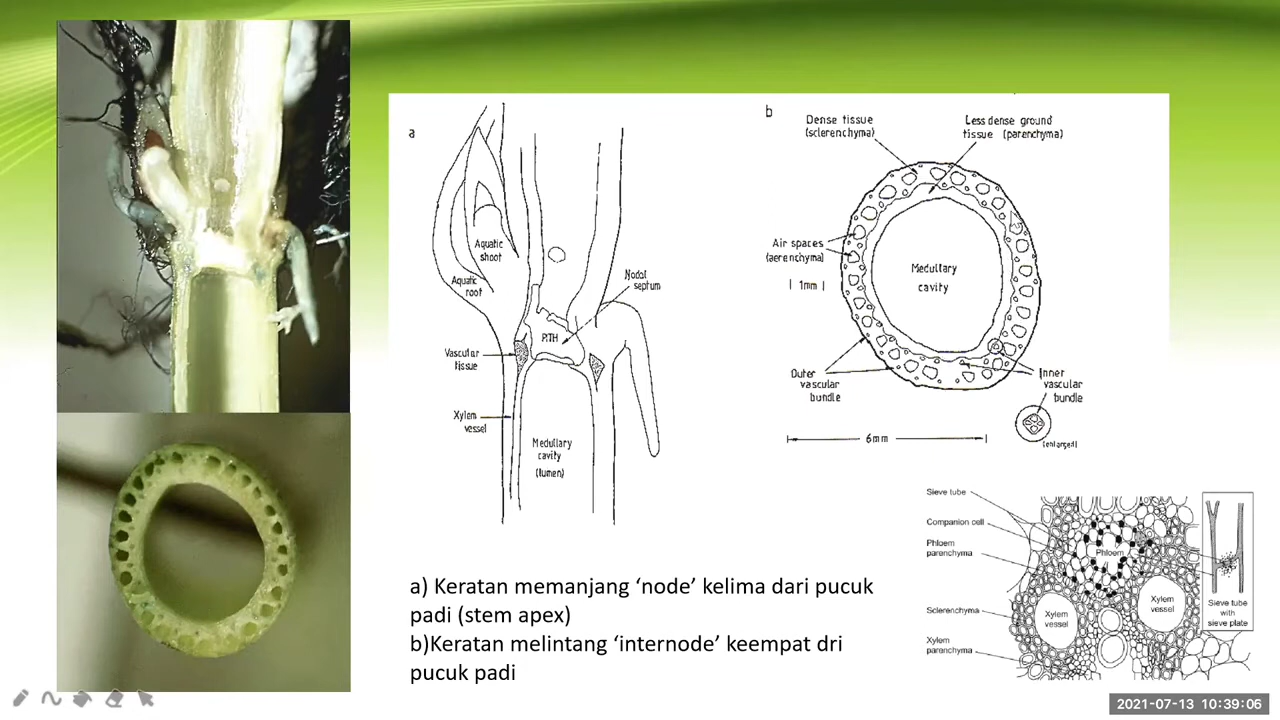 a
Aquatic
shoot
Aquatic
root
Nodal
septum
RTH
Vascular
tissue
Xylem
vessel
Medullary
cavity
(lumen)
b
Dense tissue
(sclerenchyma)
Less dense ground
tissue (parenchyma)
Air spaces
(aerenchyma)
1mm
Medullary
cavity
Outer
vascular
bundle
Inner
vascular
bundle
(enlarged)
6mm
Sieve tube
Companion cell
Phloem
parenchyma
Phloem
Sclerenchyma
Xylem
parenchyma
Xylem
vessel
Xylem
vessel
Sieve tube
with
sieve plate
a) Keratan memanjang ‘node’ kelima dari pucuk
padi (stem apex)
b)Keratan melintang ‘internode’ keempat dri
pucuk padi
2021-07-13 10:39:06